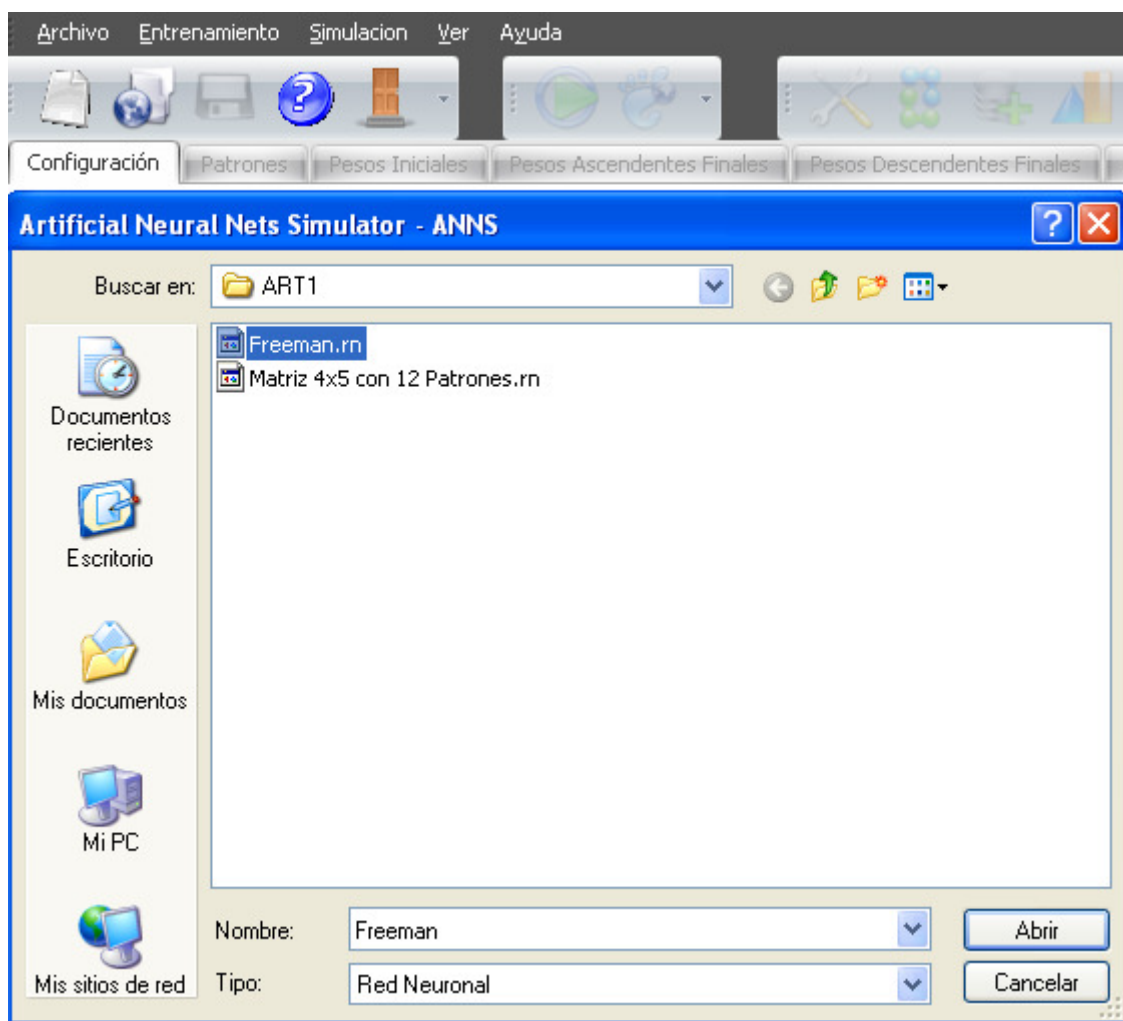 Archivo Entrenamiento Simulacion Ver Ayuda
Configuración Patrones Pesos Iniciales Pesos Ascendentes Finales Pesos Descendentes Finales
Artificial Neural Nets Simulator - ANNS
Buscar en: ART1
Freeman.rn
Matriz 4x5 con 12 Patrones.rn
Documentos
recientes
Escritorio
Mis documentos
Mi PC
Mis sitios de red
Nombre: Freeman Abrir
Tipo: Red Neuronal Cancelar